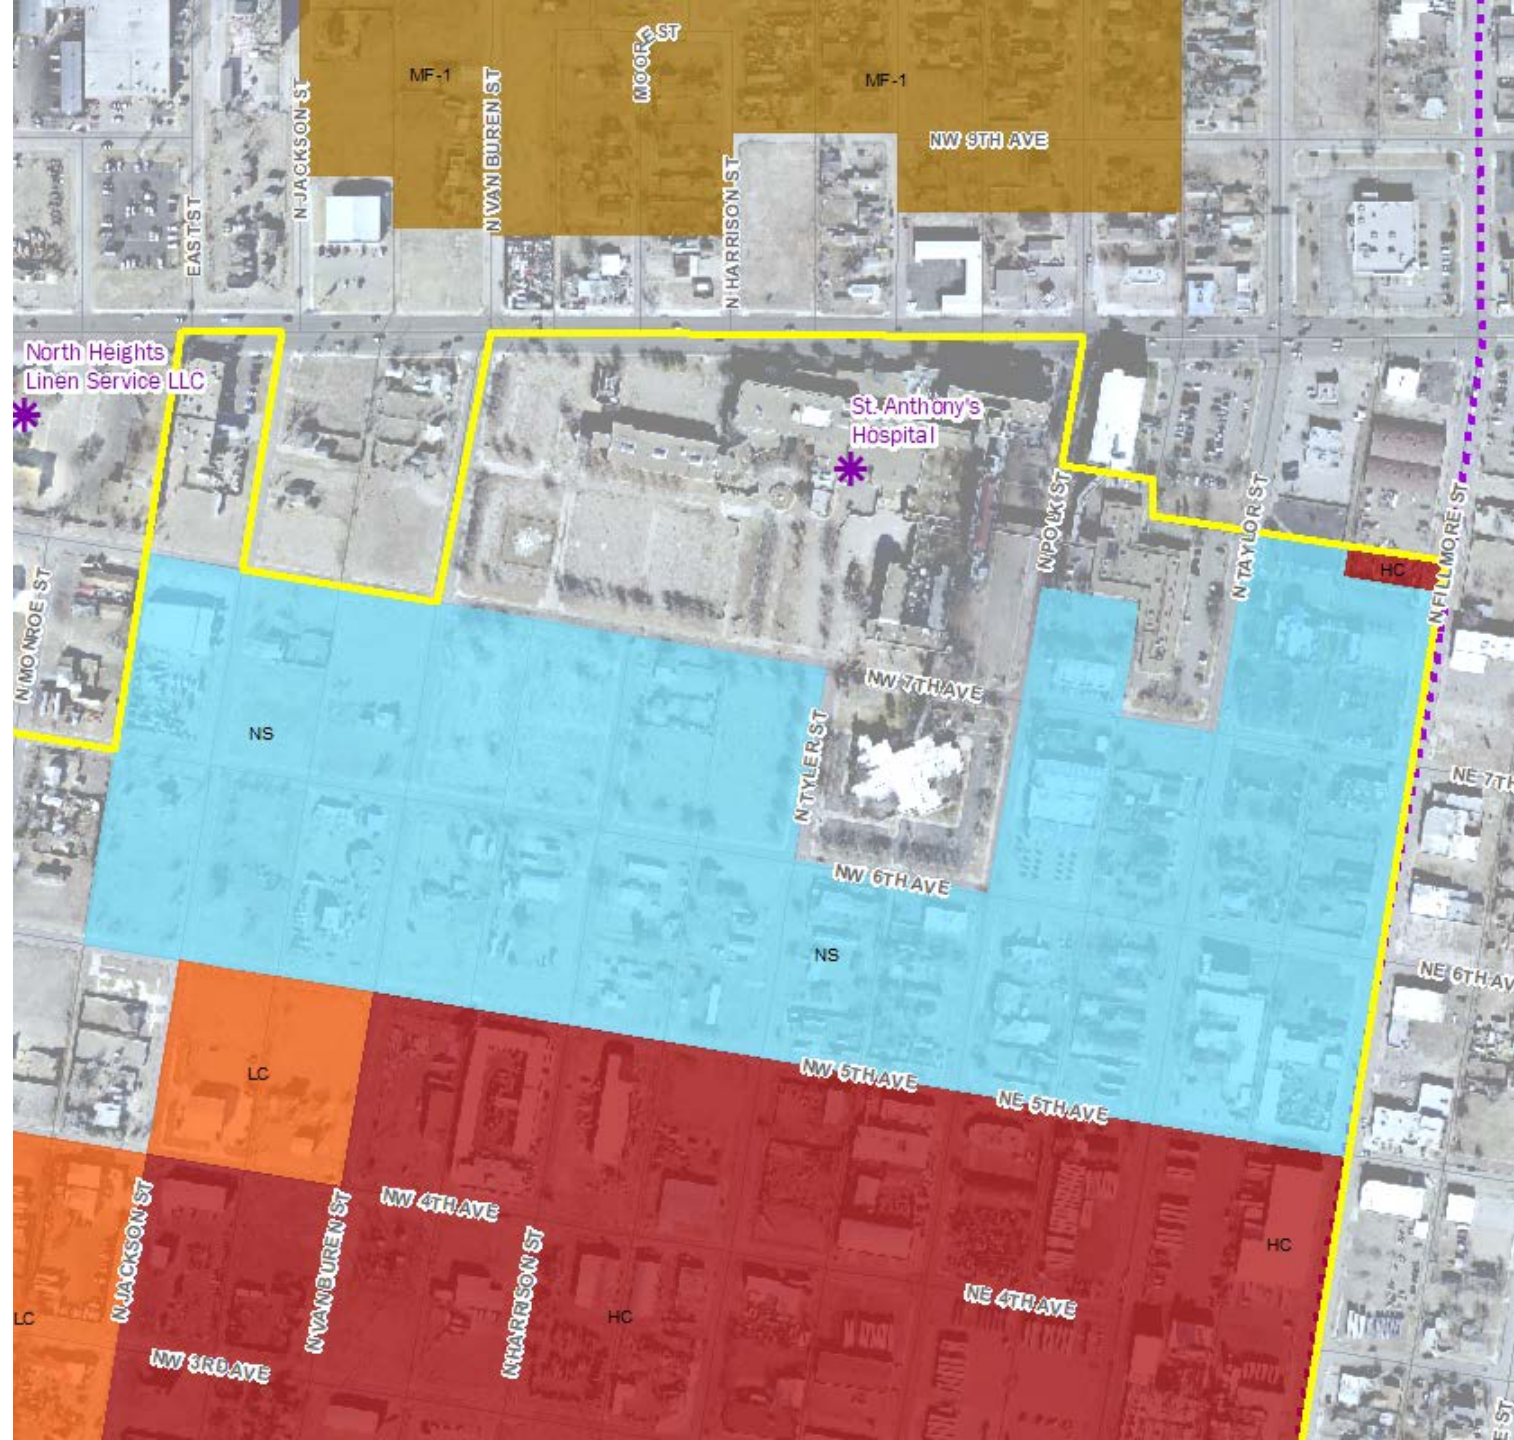 MOORE ST
MF-1
MF-1
N JACKSON ST
N VAN BUREN ST
NW 9TH AVE
N HARRISON ST
EAST ST
North Heights
Linen Service LLC
St. Anthony's
Hospital
N POLK ST
N TAYLOR ST
N FILLMORE ST
HC
N MONROE ST
NW 7TH AVE
NS
N TYLER ST
NE 7TH
NW 6TH AVE
NS
NE 6TH AV
LC
NW 5TH AVE
NE 5TH AVE
N JACKSON ST
N VAN BUREN ST
NW 4TH AVE
N HARRISON ST
HC
NE 4TH AVE
LC
HC
NW 3RD AVE
E ST